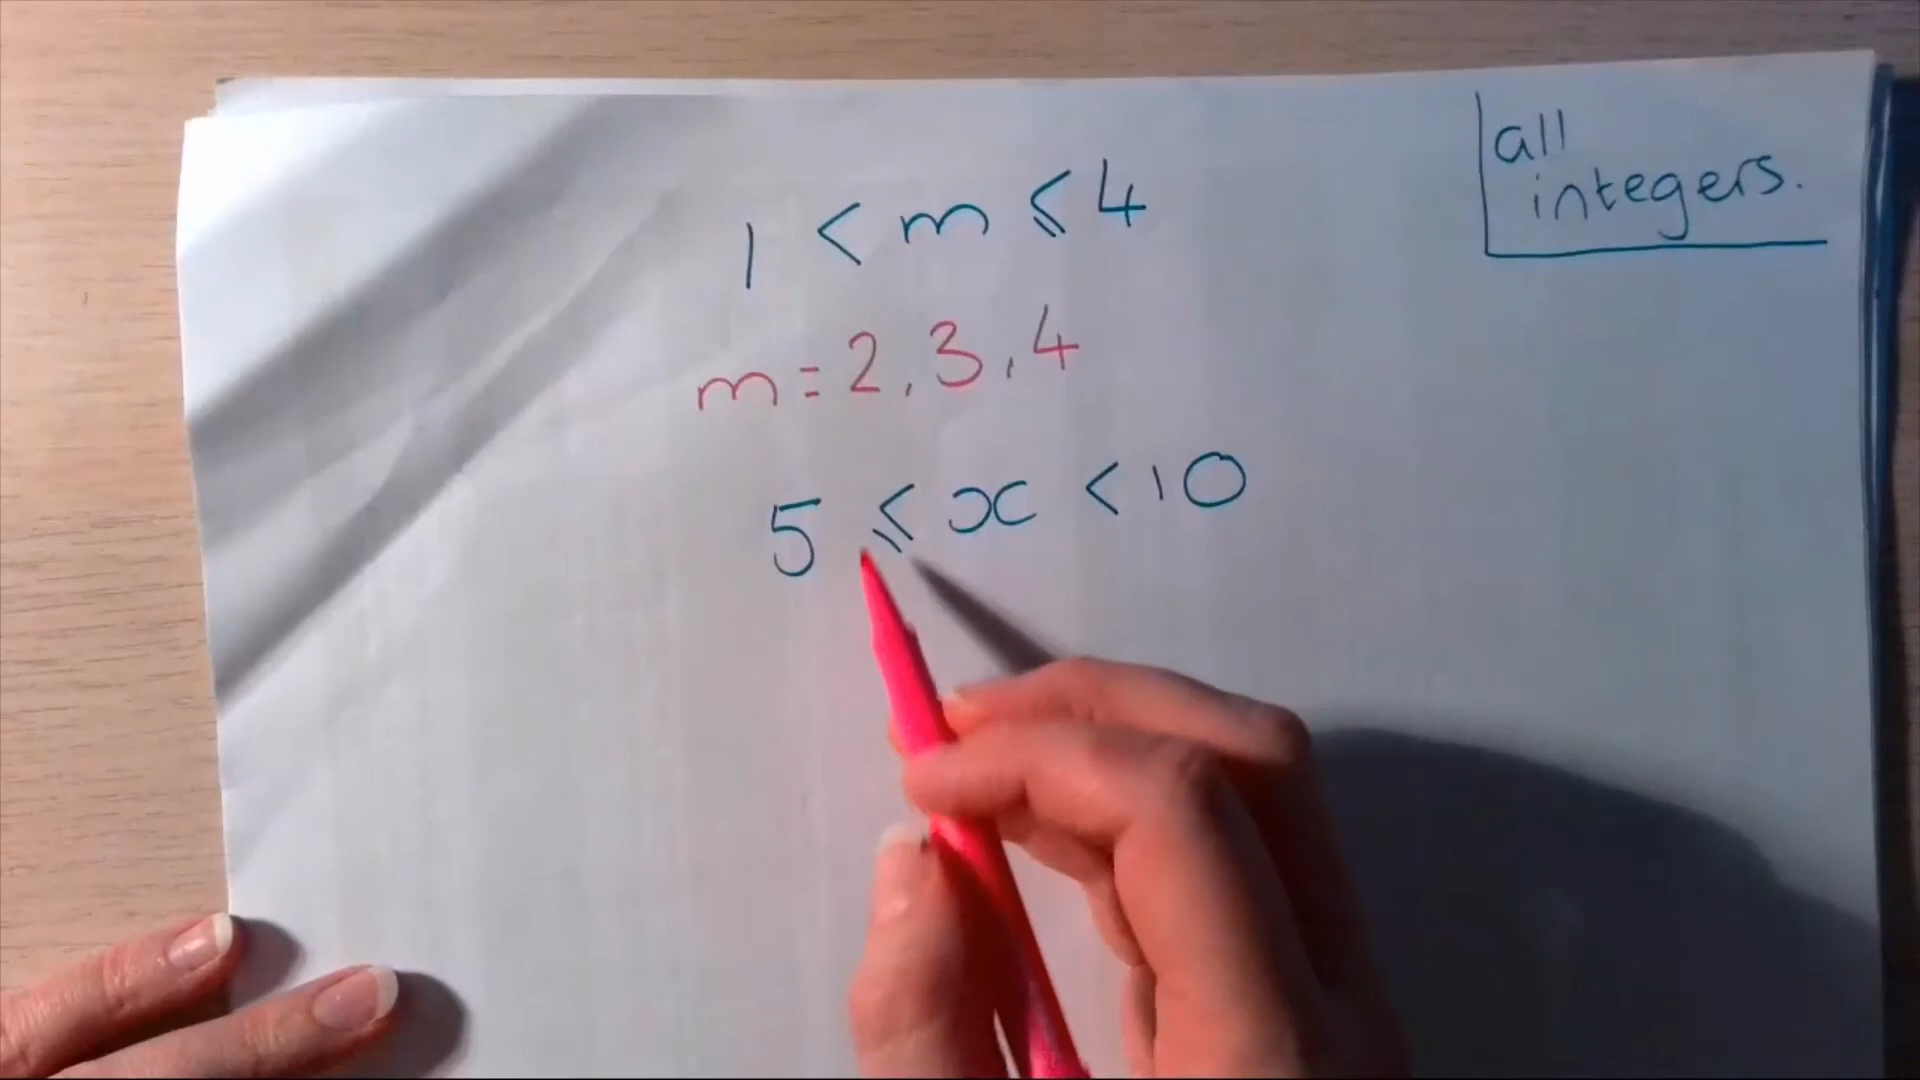 all
integers.
1 < m ⩽ 4
m = 2, 3, 4
5 ⩽ x < 10